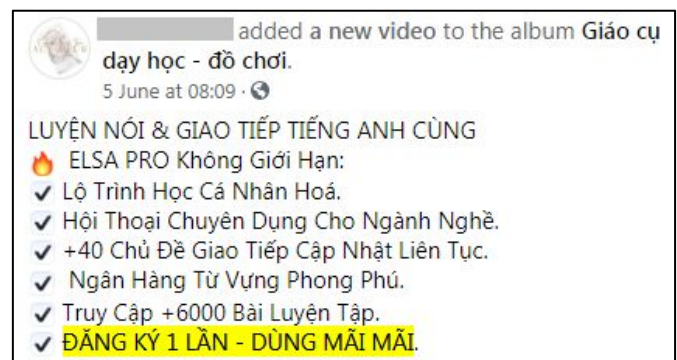 added a new video to the album Giáo cụ
dạy học - đồ chơi.
5 June at 08:09 ·
LUYỆN NÓI & GIAO TIẾP TIẾNG ANH CÙNG
🔥 ELSA PRO Không Giới Hạn:
✔ Lộ Trình Học Cá Nhân Hoá.
✔ Hội Thoại Chuyên Dụng Cho Ngành Nghề.
✔ +40 Chủ Đề Giao Tiếp Cập Nhật Liên Tục.
✔ Ngân Hàng Từ Vựng Phong Phú.
✔ Truy Cập +6000 Bài Luyện Tập.
✔ ĐĂNG KÝ 1 LẦN - DÙNG MÃI MÃI.